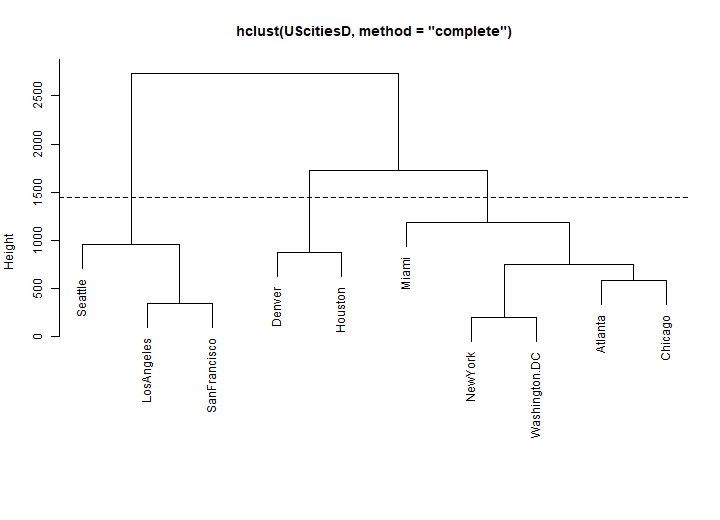 hclust(UScitiesD, method = "complete")
Height
2500
2000
1500
1000
500
0
Seattle
LosAngeles
SanFrancisco
Denver
Houston
Miami
NewYork
Washington.DC
Atlanta
Chicago